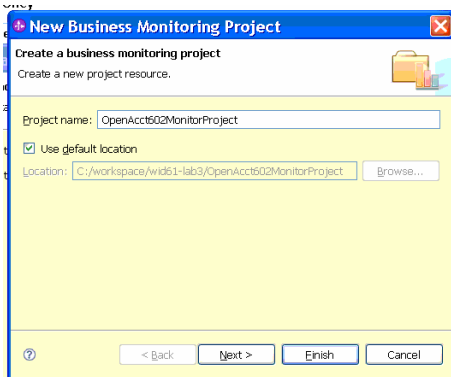 New Business Monitoring Project
Create a business monitoring project
Create a new project resource.
Project name: OpenAcct602MonitorProject
Use default location
Location: C:/workspace/wid61-lab3/OpenAcct602MonitorProject Browse...
< Back Next > Finish Cancel